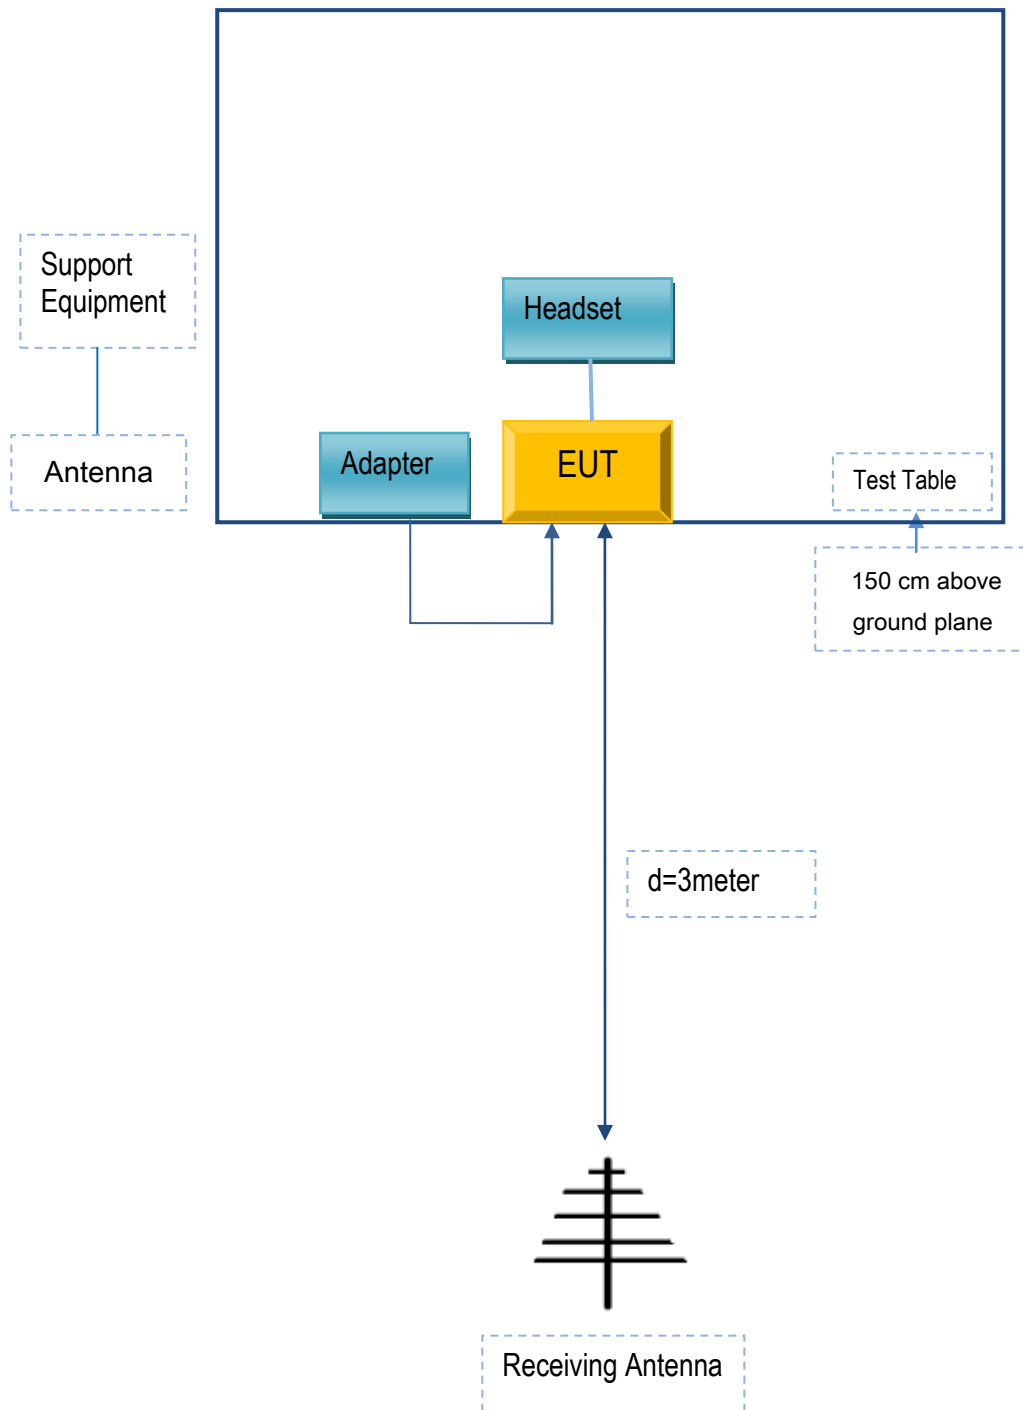 Support
Equipment
Headset
Antenna
Adapter
EUT
Test Table
150 cm above
ground plane
d=3meter
Receiving Antenna